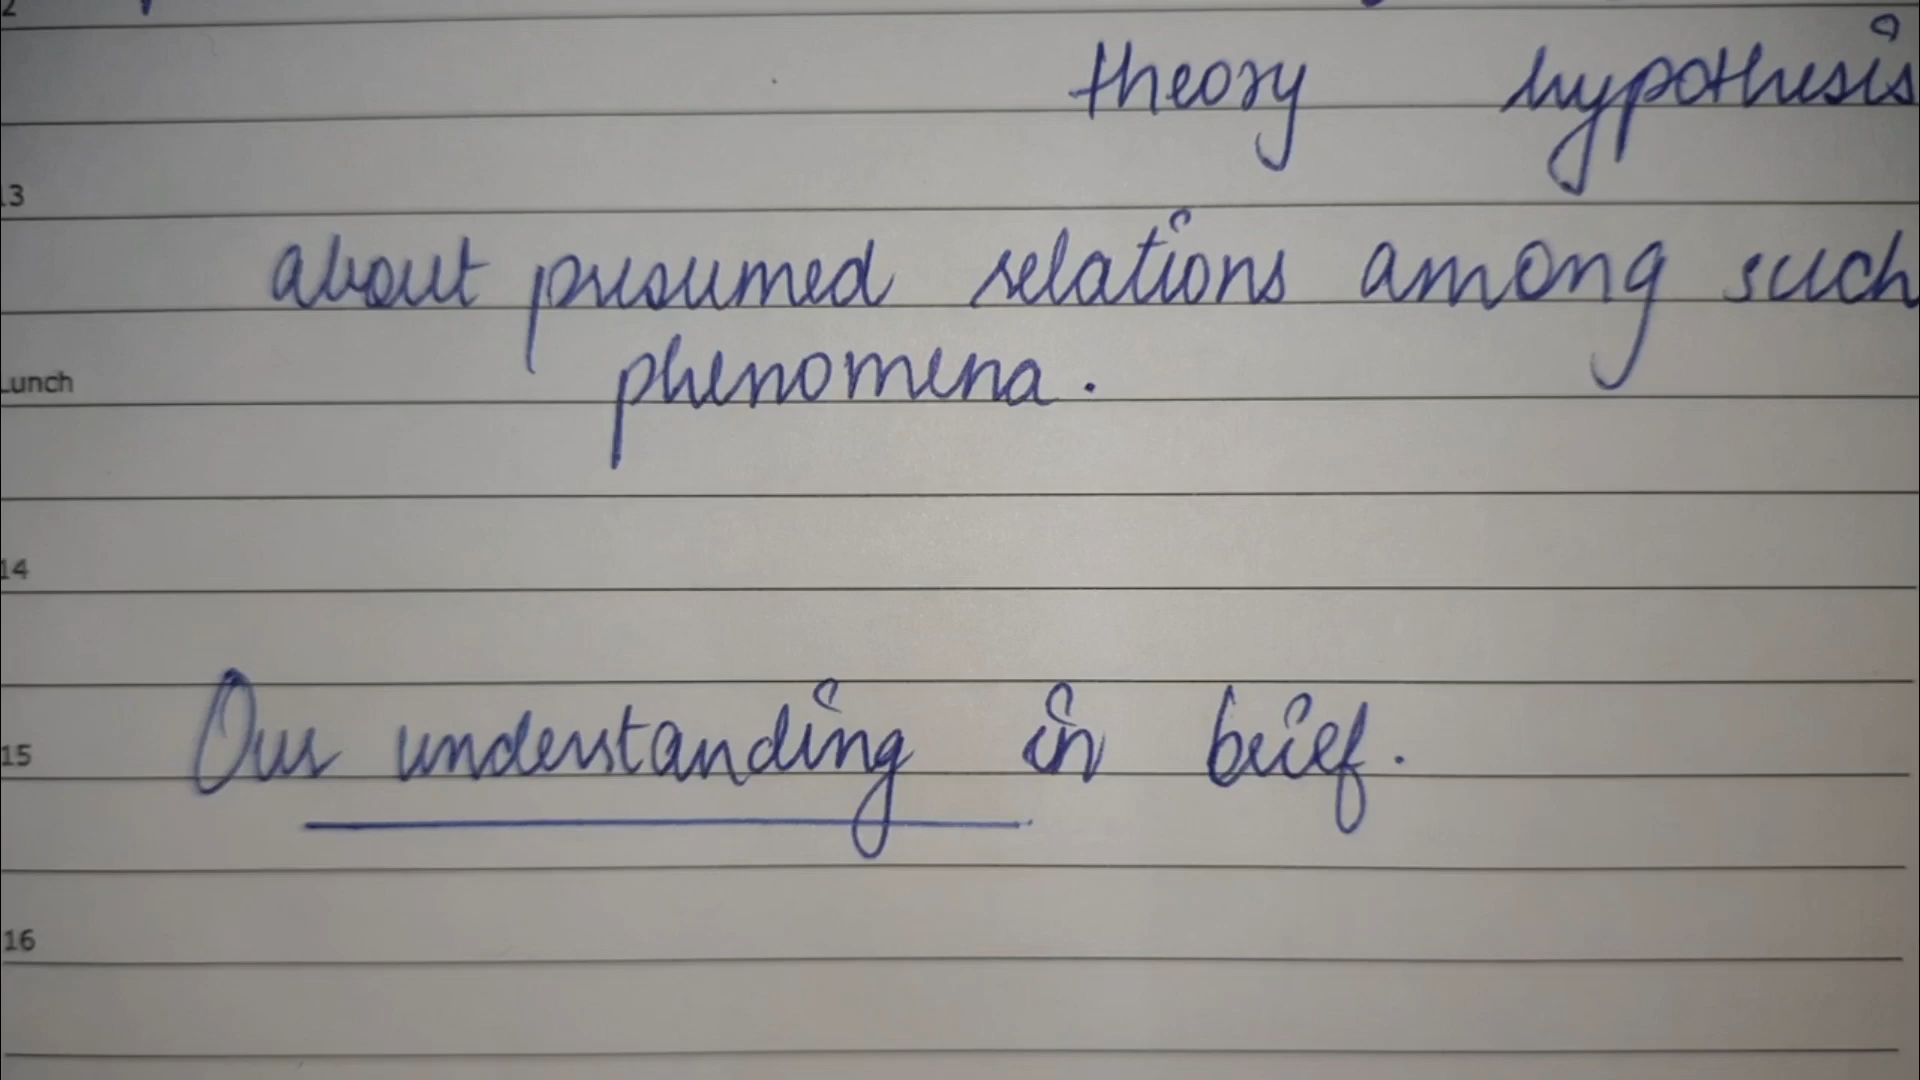 theory hypothesis
13
about presumed relations among such
Lunch
phenomena.
14
Our understanding in brief.
15
16